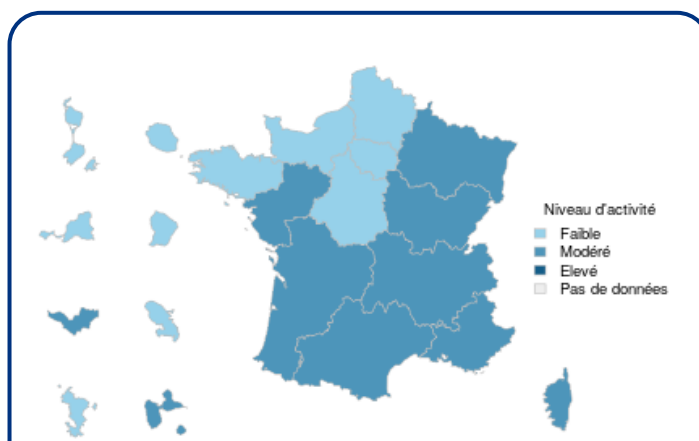 Niveau d'activité
Faible
Modéré
Elevé
Pas de données